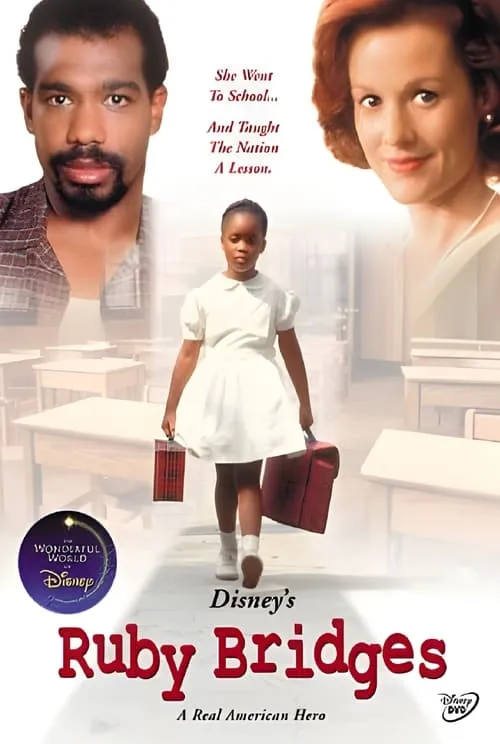 She Went
To School...
And Taught
The Nation
A Lesson.
THE
WONDERFUL
WORLD
OF
Disney
Disney's
Ruby Bridges
A Real American Hero
Disney
DVD